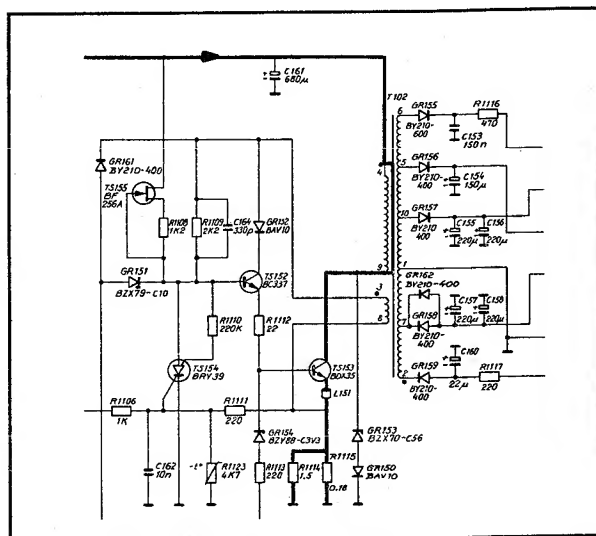 C161
680µ
T102
6
GR155
BY210-
600
R1116
470
C153
150n
5
4
GR156
BY210-
400
C154
150µ
GR161
BY210-400
TS155
BF
256A
R1108
1K2
R1109
2K2
C164
330p
GR152
BAV10
10
GR157
BY210
400
C155
220µ
C156
220µ
GR151
BZX79-C10
TS152
BC337
9
1
GR162
BY210-400
3
8
C157
220µ
C158
220µ
7
GR158
BY210-
400
R1110
220K
R1112
22
TS153
BDX35
C160
22µ
2
GR159
BY210-
400
R1117
220
TS154
BRY39
L151
R1106
1K
R1111
220
GR154
BZY88-C3V3
GR153
BZX70-C56
C162
10n
-t°
R1123
4K7
R1113
220
R1114
1.5
R1115
0.18
GR150
BAV10